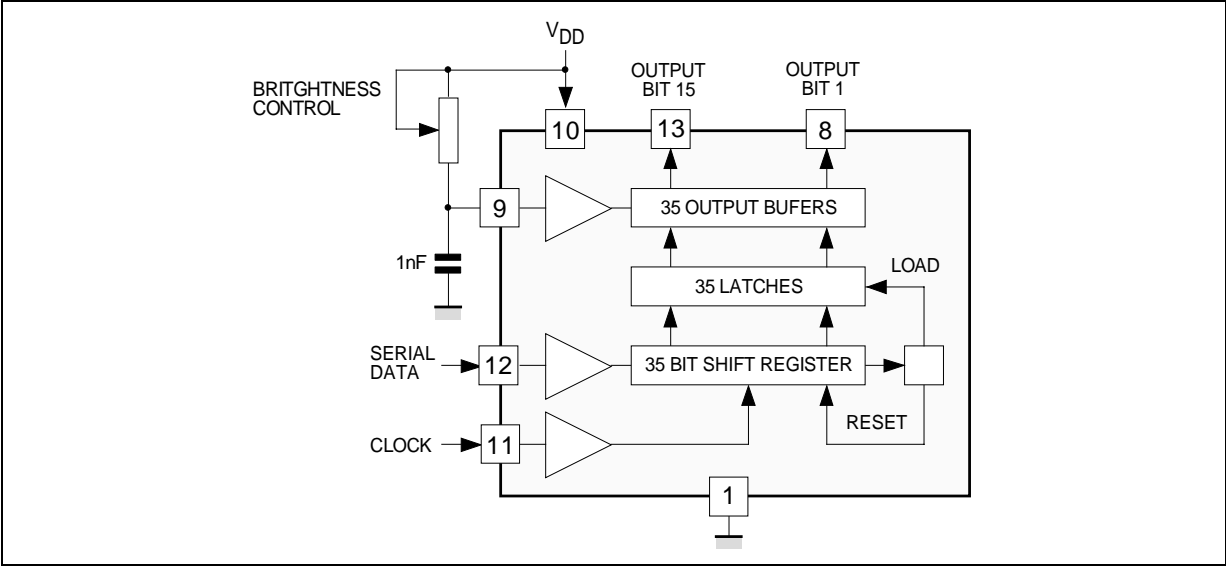 VDD
BRITGHTNESS
CONTROL
OUTPUT
BIT 15
OUTPUT
BIT 1
10
13
8
9
35 OUTPUT BUFERS
1nF
LOAD
35 LATCHES
SERIAL
DATA
12
35 BIT SHIFT REGISTER
RESET
CLOCK
11
1